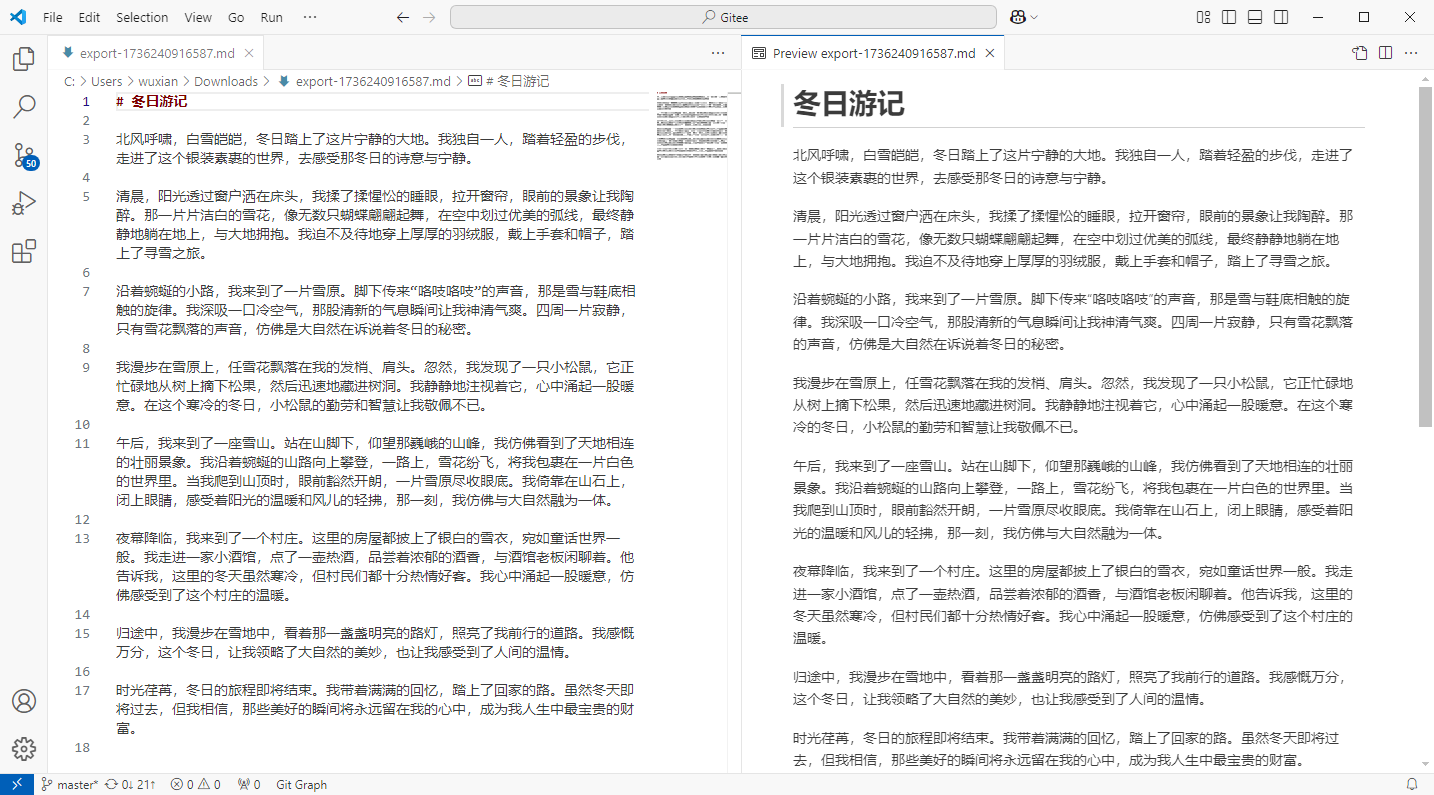 File Edit Selection View Go Run ··· Gitee
export-1736240916587.md
C: > Users > wuxian > Downloads > export-1736240916587.md > # 冬日游记
1 # 冬日游记
2
3 北风呼啸，白雪皑皑，冬日踏上了这片宁静的大地。我独自一人，踏着轻盈的步伐，
走进了这个银装素裹的世界，去感受那冬日的诗意与宁静。
4
5 清晨，阳光透过窗户洒在床头，我揉了揉惺忪的睡眼，拉开窗帘，眼前的景象让我陶
醉。那一片片洁白的雪花，像无数只蝴蝶翩翩起舞，在空中划过优美的弧线，最终静
静地躺在地上，与大地拥抱。我迫不及待地穿上厚厚的羽绒服，戴上手套和帽子，踏
上了寻雪之旅。
6
7 沿着蜿蜒的小路，我来到了一片雪原。脚下传来“咯吱咯吱”的声音，那是雪与鞋底相
触的旋律。我深吸一口冷空气，那股清新的气息瞬间让我神清气爽。四周一片寂静，
只有雪花飘落的声音，仿佛是大自然在诉说着冬日的秘密。
8
9 我漫步在雪原上，任雪花飘落在我的发梢、肩头。忽然，我发现了一只小松鼠，它正
忙碌地从树上摘下松果，然后迅速地藏进树洞。我静静地注视着它，心中涌起一股暖
意。在这个寒冷的冬日，小松鼠的勤劳和智慧让我敬佩不已。
10
11 午后，我来到了一座雪山。站在山脚下，仰望那巍峨的山峰，我仿佛看到了天地相连
的壮丽景象。我沿着蜿蜒的山路向上攀登，一路上，雪花纷飞，将我包裹在一片白色
的世界里。当我爬到山顶时，眼前豁然开朗，一片雪原尽收眼底。我倚靠在山石上，
闭上眼睛，感受着阳光的温暖和风儿的轻拂，那一刻，我仿佛与大自然融为一体。
12
13 夜幕降临，我来到了一个村庄。这里的房屋都披上了银白的雪衣，宛如童话世界一
般。我走进一家小酒馆，点了一壶热酒，品尝着浓郁的酒香，与酒馆老板闲聊着。他
告诉我，这里的冬天虽然寒冷，但村民们都十分热情好客。我心中涌起一股暖意，仿
佛感受到了这个村庄的温暖。
14
15 归途中，我漫步在雪地中，看着那一盏盏明亮的路灯，照亮了我前行的道路。我感慨
万分，这个冬日，让我领略了大自然的美妙，也让我感受到了人间的温情。
16
17 时光荏苒，冬日的旅程即将结束。我带着满满的回忆，踏上了回家的路。虽然冬天即
将过去，但我相信，那些美好的瞬间将永远留在我的心中，成为我人生中最宝贵的财
富。
18
Preview export-1736240916587.md
冬日游记
北风呼啸，白雪皑皑，冬日踏上了这片宁静的大地。我独自一人，踏着轻盈的步伐，走进了
这个银装素裹的世界，去感受那冬日的诗意与宁静。
清晨，阳光透过窗户洒在床头，我揉了揉惺忪的睡眼，拉开窗帘，眼前的景象让我陶醉。那
一片片洁白的雪花，像无数只蝴蝶翩翩起舞，在空中划过优美的弧线，最终静静地躺在地
上，与大地拥抱。我迫不及待地穿上厚厚的羽绒服，戴上手套和帽子，踏上了寻雪之旅。
沿着蜿蜒的小路，我来到了一片雪原。脚下传来“咯吱咯吱”的声音，那是雪与鞋底相触的旋
律。我深吸一口冷空气，那股清新的气息瞬间让我神清气爽。四周一片寂静，只有雪花飘落
的声音，仿佛是大自然在诉说着冬日的秘密。
我漫步在雪原上，任雪花飘落在我的发梢、肩头。忽然，我发现了一只小松鼠，它正忙碌地
从树上摘下松果，然后迅速地藏进树洞。我静静地注视着它，心中涌起一股暖意。在这个寒
冷的冬日，小松鼠的勤劳和智慧让我敬佩不已。
午后，我来到了一座雪山。站在山脚下，仰望那巍峨的山峰，我仿佛看到了天地相连的壮丽
景象。我沿着蜿蜒的山路向上攀登，一路上，雪花纷飞，将我包裹在一片白色的世界里。当
我爬到山顶时，眼前豁然开朗，一片雪原尽收眼底。我倚靠在山石上，闭上眼睛，感受着阳
光的温暖和风儿的轻拂，那一刻，我仿佛与大自然融为一体。
夜幕降临，我来到了一个村庄。这里的房屋都披上了银白的雪衣，宛如童话世界一般。我走
进一家小酒馆，点了一壶热酒，品尝着浓郁的酒香，与酒馆老板闲聊着。他告诉我，这里的
冬天虽然寒冷，但村民们都十分热情好客。我心中涌起一股暖意，仿佛感受到了这个村庄的
温暖。
归途中，我漫步在雪地中，看着那一盏盏明亮的路灯，照亮了我前行的道路。我感慨万分，
这个冬日，让我领略了大自然的美妙，也让我感受到了人间的温情。
时光荏苒，冬日的旅程即将结束。我带着满满的回忆，踏上了回家的路。虽然冬天即将过
去，但我相信，那些美好的瞬间将永远留在我的心中，成为我人生中最宝贵的财富。
50
master* 0↓ 21↑ 0 0 0 Git Graph